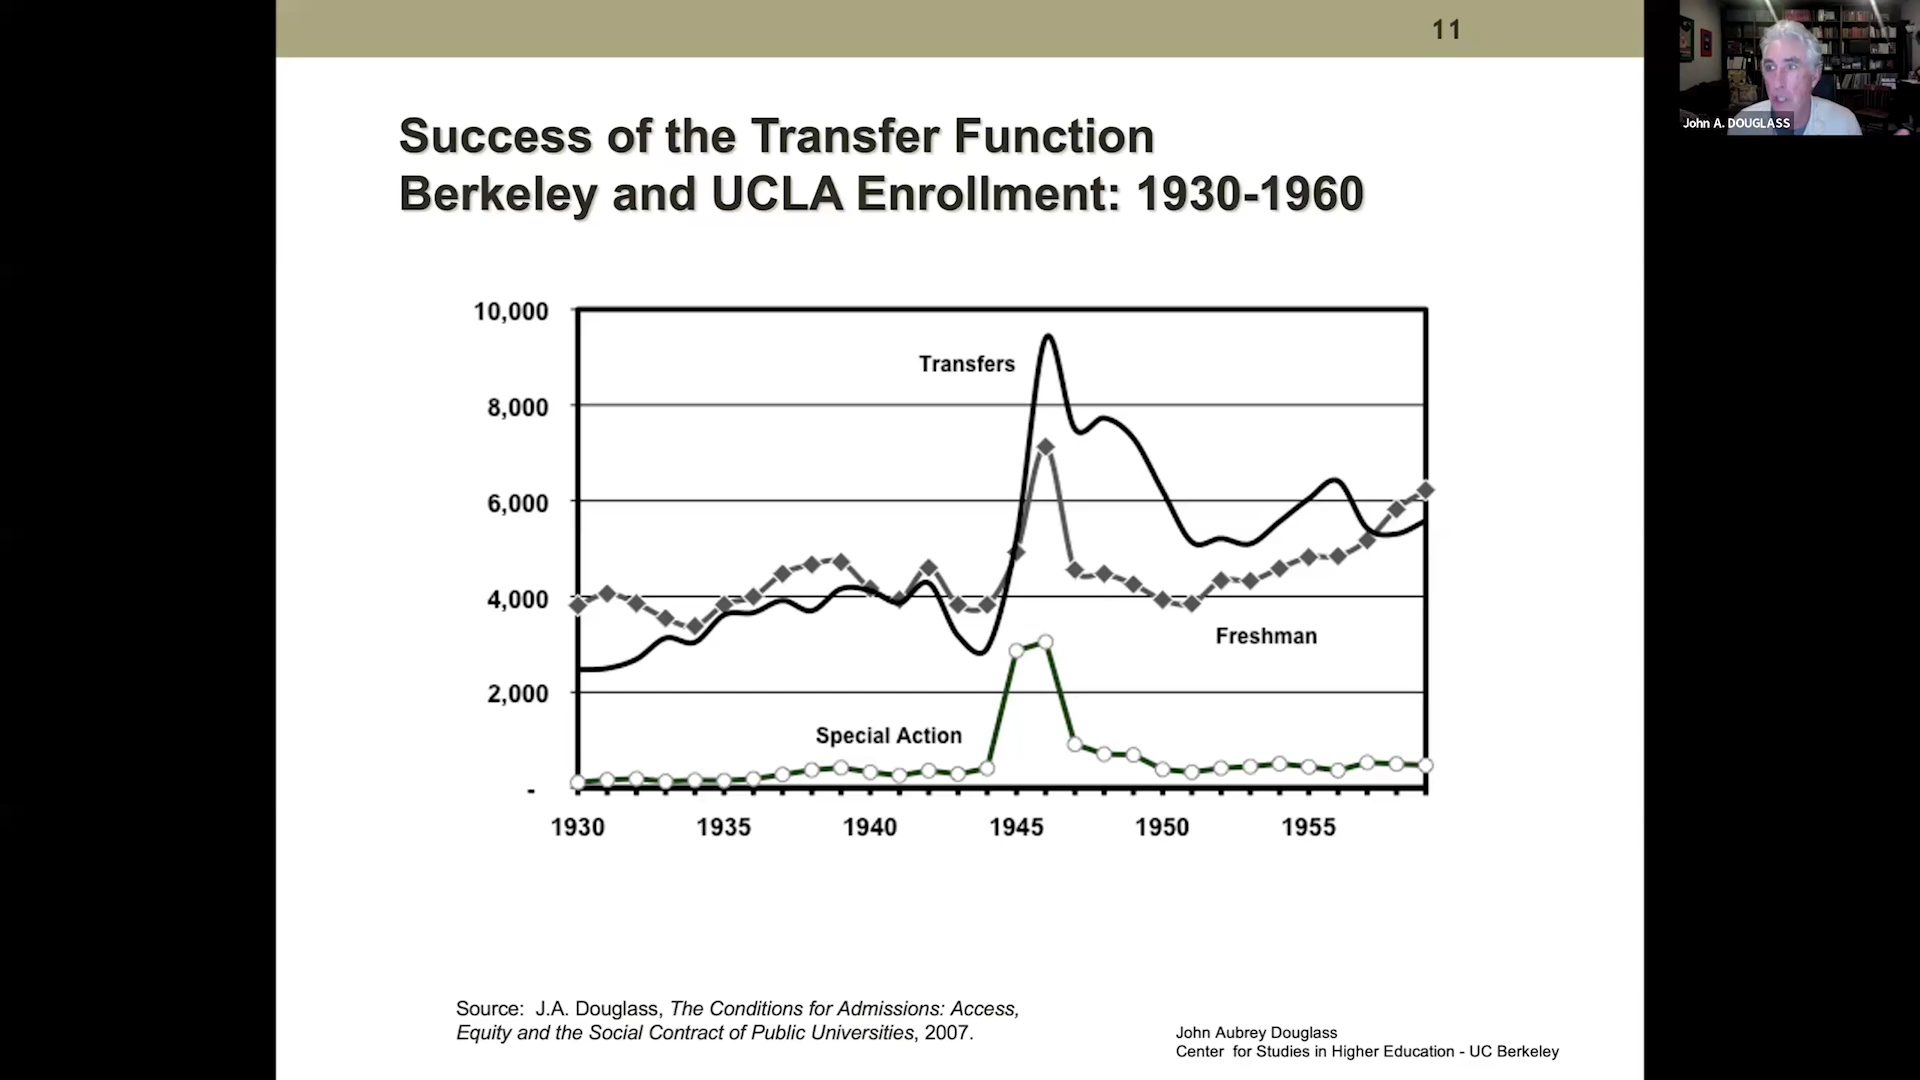 11
John A. DOUGLASS
Success of the Transfer Function
Berkeley and UCLA Enrollment: 1930-1960
10,000
Transfers
8,000
6,000
4,000
Freshman
2,000
Special Action
-
1930 1935 1940 1945 1950 1955
Source: J.A. Douglass, The Conditions for Admissions: Access,
Equity and the Social Contract of Public Universities, 2007.
John Aubrey Douglass
Center for Studies in Higher Education - UC Berkeley